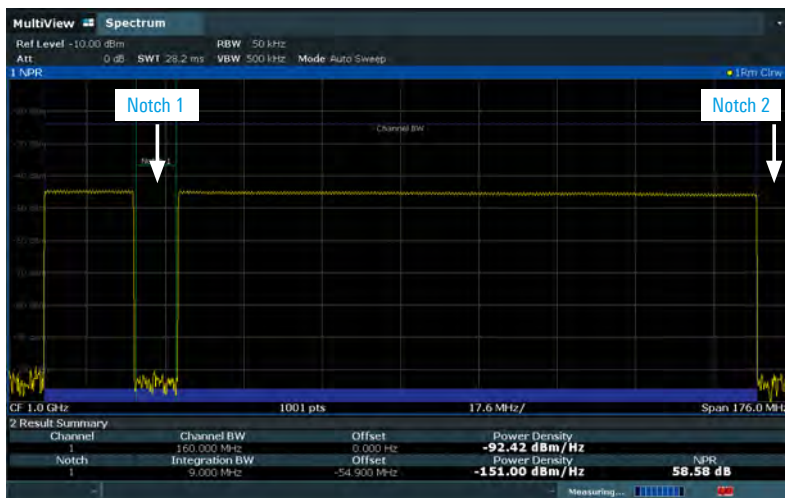 MultiView Spectrum
Ref Level -10.00 dBm RBW 50 kHz
Att 0 dB SWT 28.2 ms VBW 500 kHz Mode Auto Sweep
1 NPR 1Rm Clrw
Notch 1
Notch 2
Channel BW
CF 1.0 GHz 1001 pts 17.6 MHz/ Span 176.0 MHz
2 Result Summary
Channel Channel BW Offset Power Density
1 160.000 MHz 0.000 Hz -92.42 dBm/Hz
Notch Integration BW Offset Power Density NPR
1 9.000 MHz -54.900 MHz -151.00 dBm/Hz 58.58 dB
Measuring...